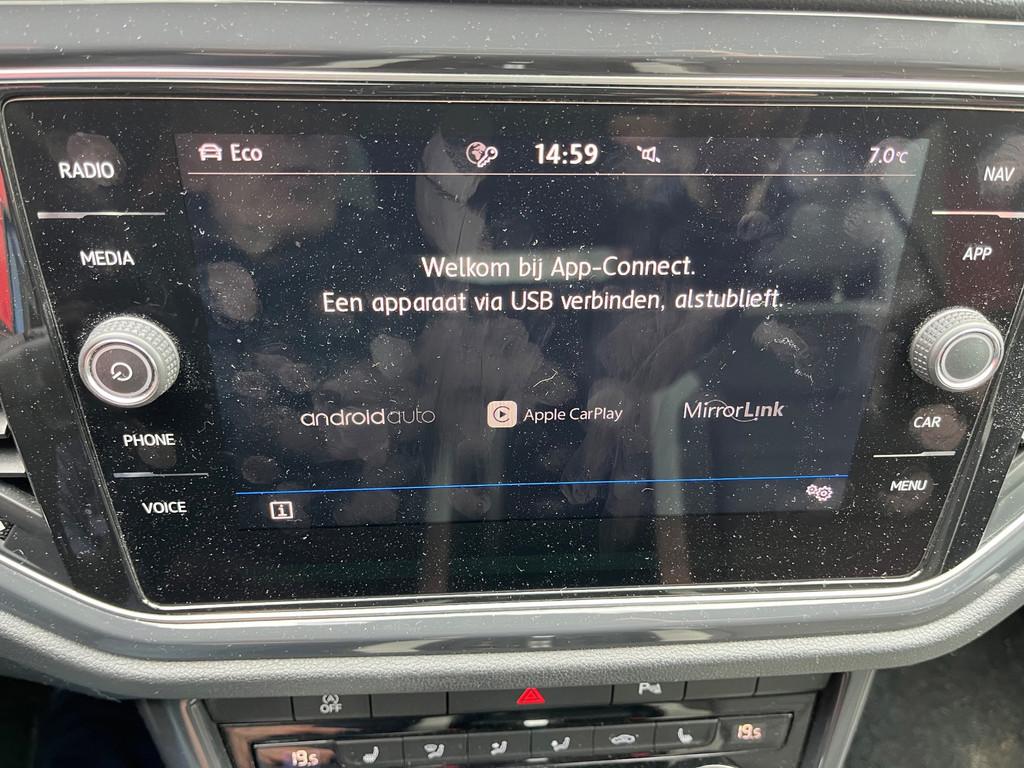 Eco 14:59 7.0°C
RADIO
NAV
MEDIA
APP
Welkom bij App-Connect.
Een apparaat via USB verbinden, alstublieft.
androidauto Apple CarPlay MirrorLink
PHONE
CAR
VOICE
MENU
i
A OFF
P
19.5 19.5